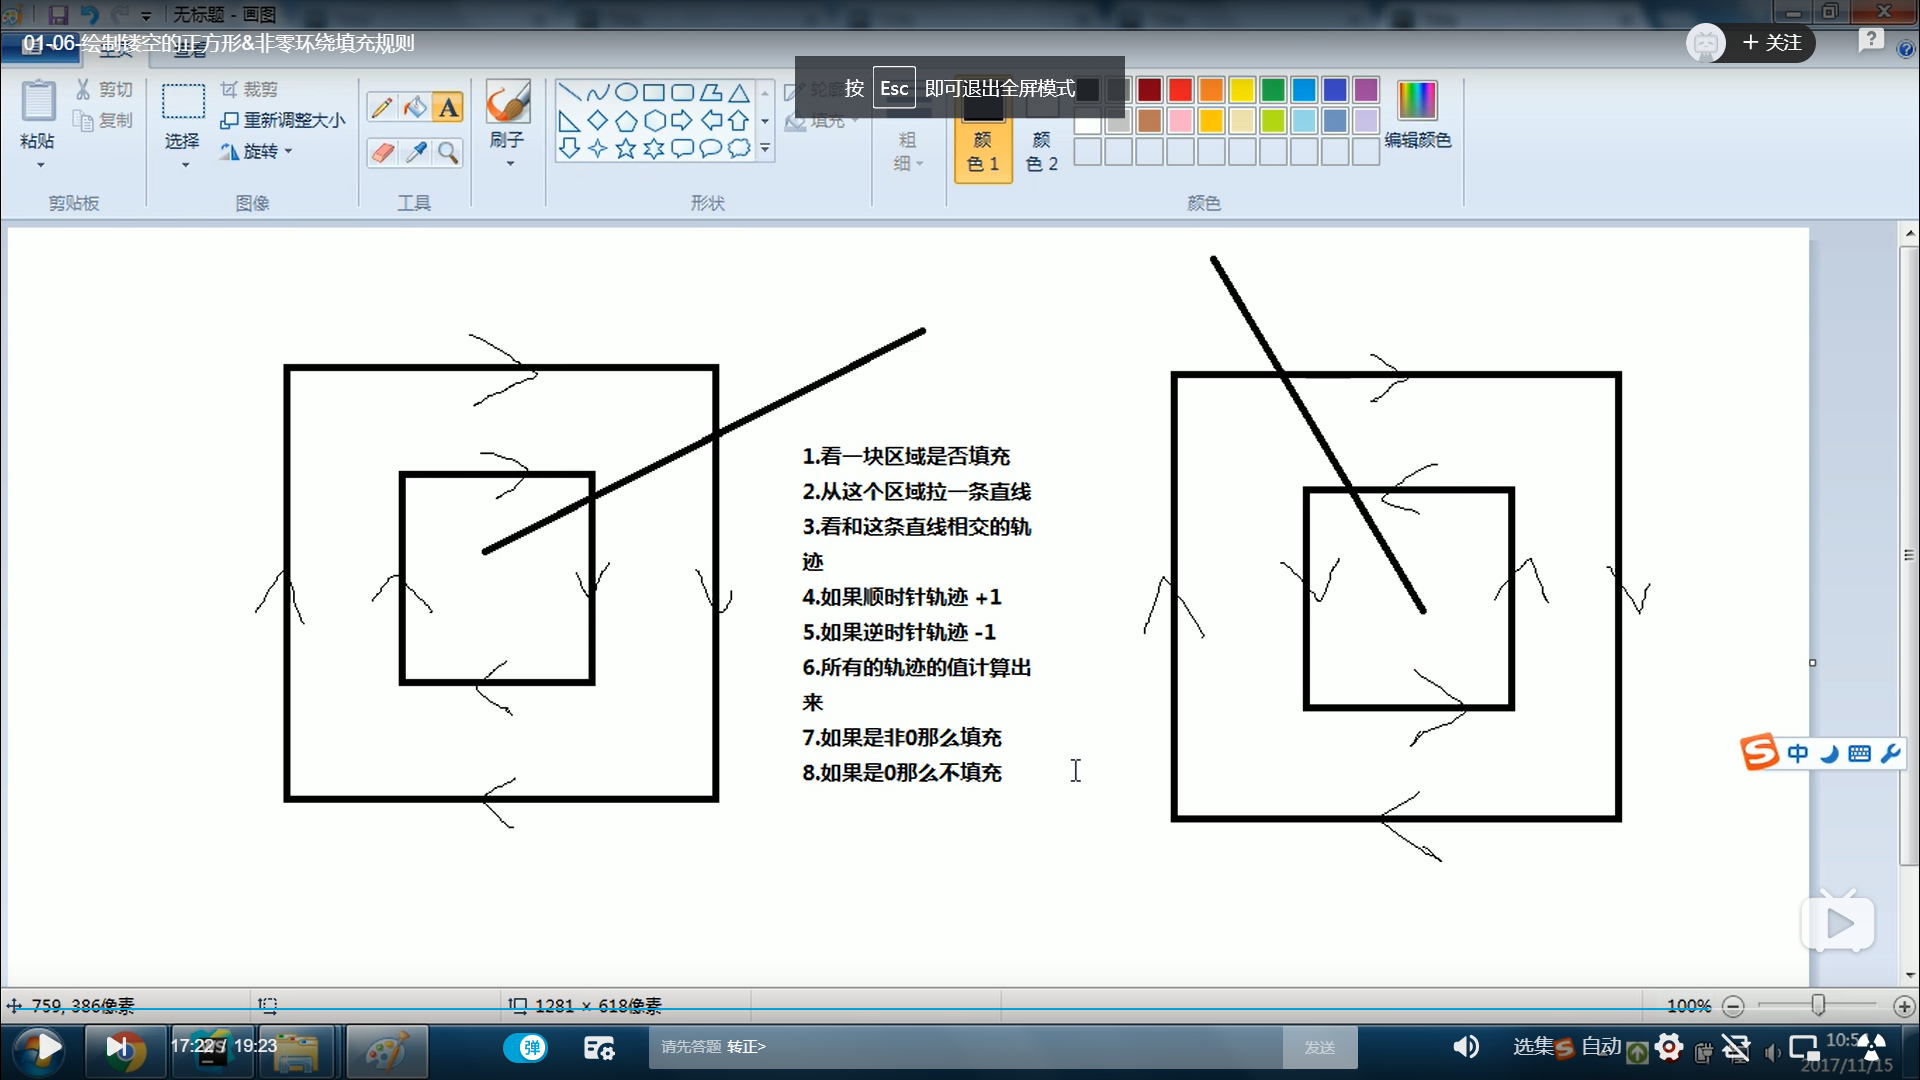 无标题 - 画图
01-06-绘制镂空的正方形&非零环绕填充规则
+ 关注
按 Esc 即可退出全屏模式
粘贴
剪切
复制
剪贴板
选择
裁剪
重新调整大小
旋转
图像
A
工具
刷子
形状
轮廓
填充
粗细
颜色 1
颜色 2
编辑颜色
颜色
1.看一块区域是否填充
2.从这个区域拉一条直线
3.看和这条直线相交的轨
迹
4.如果顺时针轨迹 +1
5.如果逆时针轨迹 -1
6.所有的轨迹的值计算出
来
7.如果是非0那么填充
8.如果是0那么不填充
中
759, 386像素
1281 × 618像素
100%
17:22 / 19:23
弹
请先答题 转正>
发送
选集
自动
2017/11/15